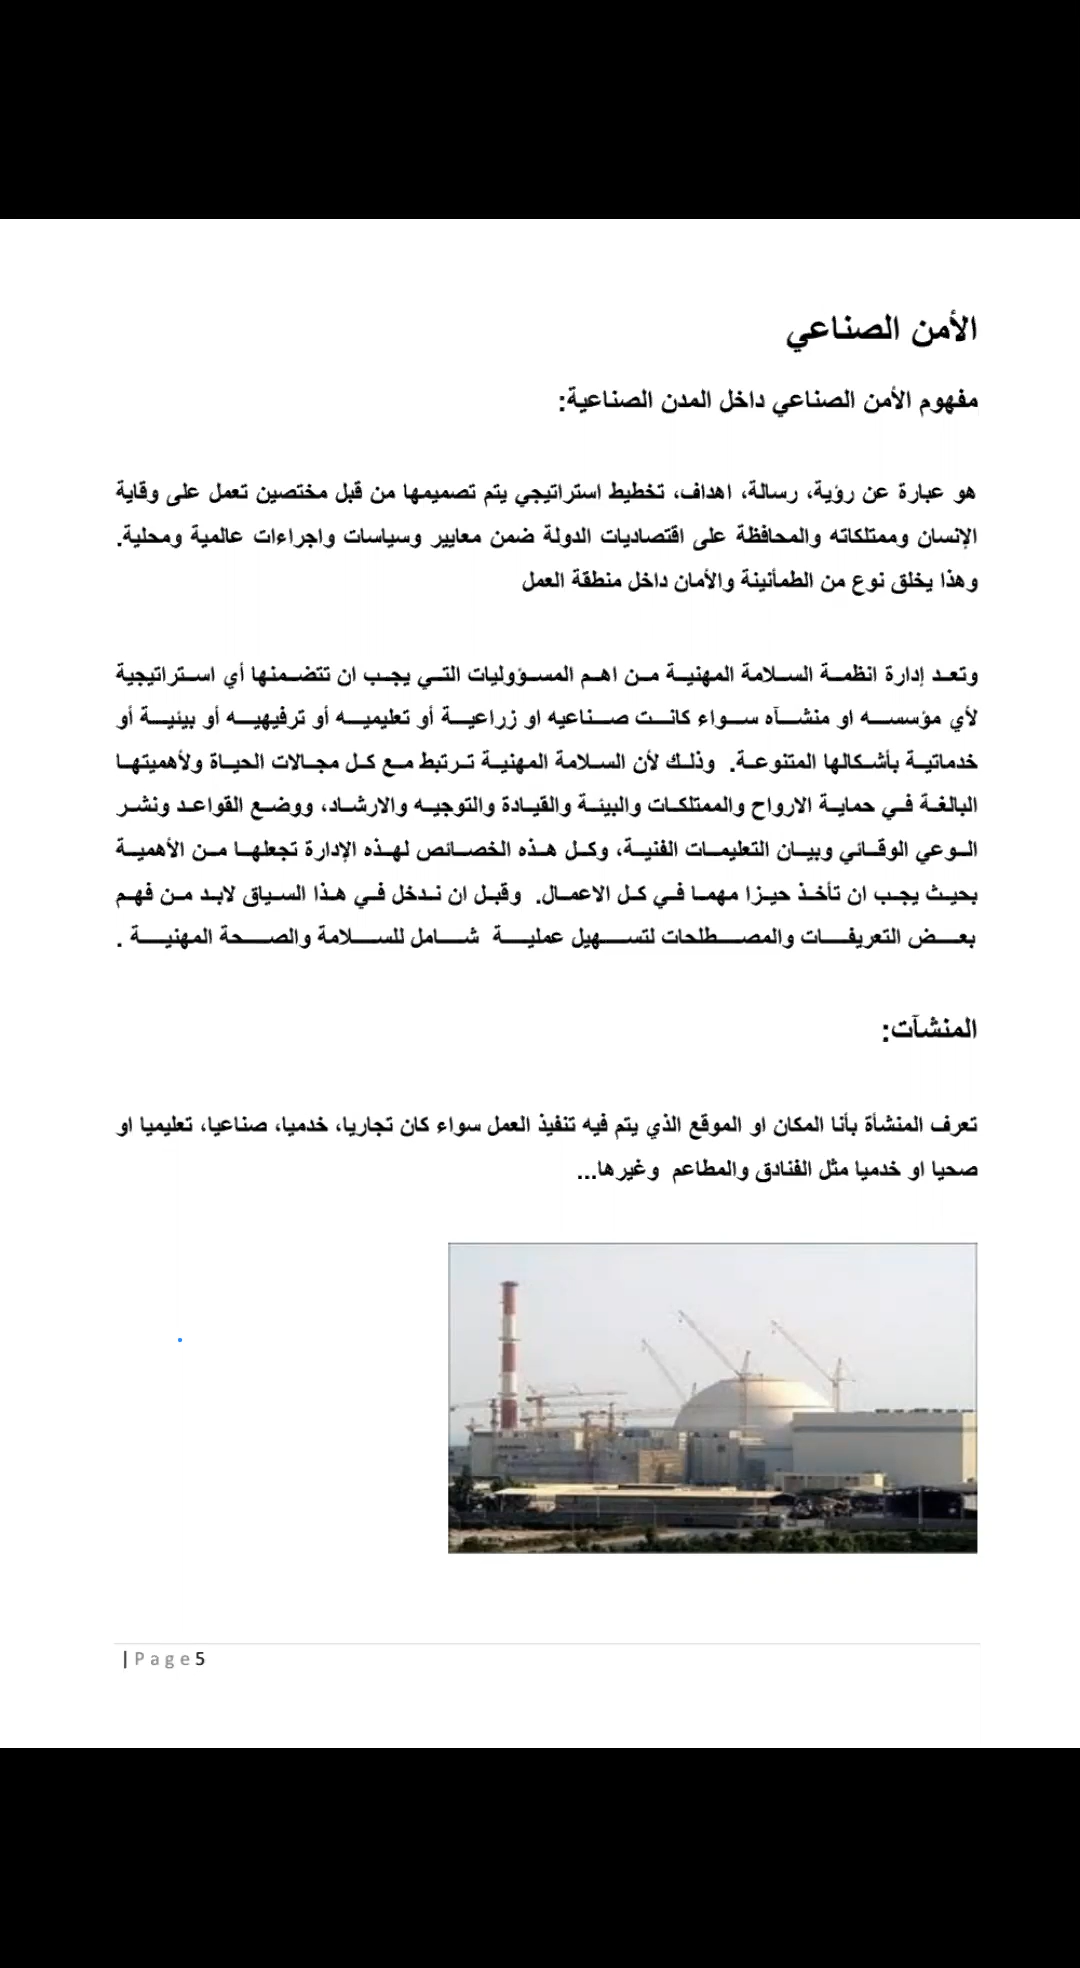 الأمن الصناعي
مفهوم الأمن الصناعي داخل المدن الصناعية:
هو عبارة عن رؤية، رسالة، اهداف، تخطيط استراتيجي يتم تصميمها من قبل مختصين تعمل على وقاية
الإنسان وممتلكاته والمحافظة على اقتصاديات الدولة ضمن معايير وسياسات واجراءات عالمية ومحلية.
وهذا يخلق نوع من الطمأنينة والأمان داخل منطقة العمل
وتعد إدارة انظمة السلامة المهنية من اهم المسؤوليات التي يجب ان تتضمنها أي استراتيجية
لأي مؤسسه او منشآه سواء كانت صناعيه او زراعية أو تعليميه أو ترفيهيه أو بيئية أو
خدماتية بأشكالها المتنوعة. وذلك لأن السلامة المهنية ترتبط مع كل مجالات الحياة ولأهميتها
البالغة في حماية الارواح والممتلكات والبيئة والقيادة والتوجيه والارشاد، ووضع القواعد ونشر
الوعي الوقائي وبيان التعليمات الفنية، وكل هذه الخصائص لهذه الإدارة تجعلها من الأهمية
بحيث يجب ان تأخذ حيزا مهما في كل الاعمال. وقبل ان ندخل في هذا السياق لابد من فهم
بعض التعريفات والمصطلحات لتسهيل عملية شامل للسلامة والصحة المهنية .
المنشآت:
تعرف المنشأة بأنا المكان او الموقع الذي يتم فيه تنفيذ العمل سواء كان تجاريا، خدميا، صناعيا، تعليميا او
صحيا او خدميا مثل الفنادق والمطاعم وغيرها...
| Page 5